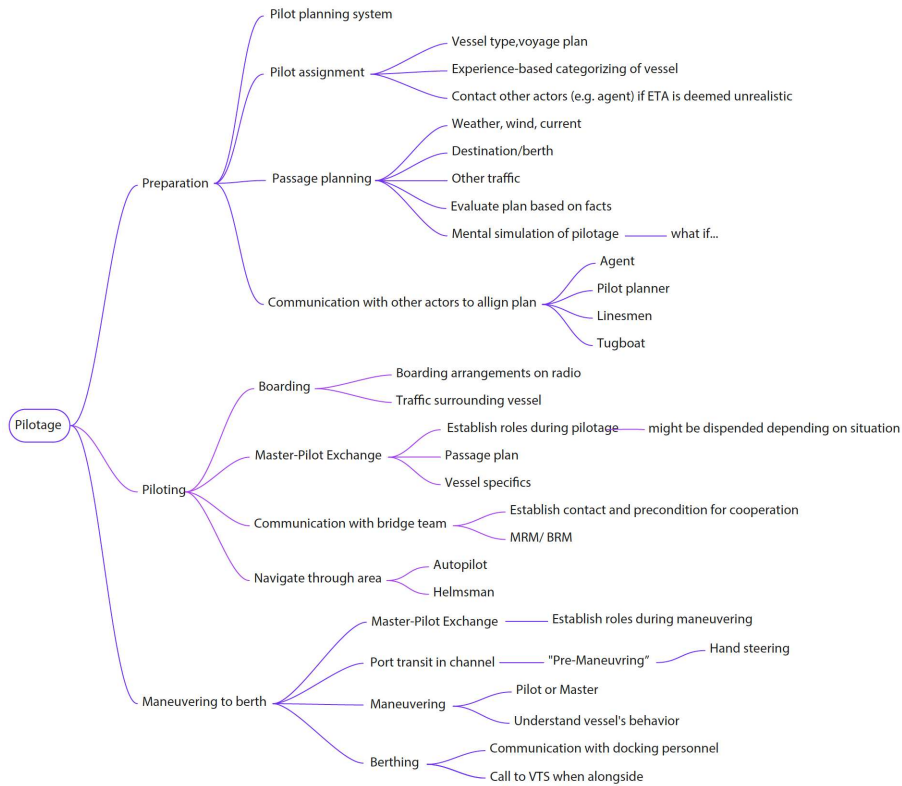 Pilotage
Preparation
Pilot planning system
Pilot assignment
Vessel type,voyage plan
Experience-based categorizing of vessel
Contact other actors (e.g. agent) if ETA is deemed unrealistic
Passage planning
Weather, wind, current
Destination/berth
Other traffic
Evaluate plan based on facts
Mental simulation of pilotage
what if...
Communication with other actors to allign plan
Agent
Pilot planner
Linesmen
Tugboat
Piloting
Boarding
Boarding arrangements on radio
Traffic surrounding vessel
Master-Pilot Exchange
Establish roles during pilotage
might be dispended depending on situation
Passage plan
Vessel specifics
Communication with bridge team
Establish contact and precondition for cooperation
MRM/ BRM
Navigate through area
Autopilot
Helmsman
Maneuvering to berth
Master-Pilot Exchange
Establish roles during maneuvering
Port transit in channel
"Pre-Maneuvring”
Hand steering
Maneuvering
Pilot or Master
Understand vessel's behavior
Berthing
Communication with docking personnel
Call to VTS when alongside